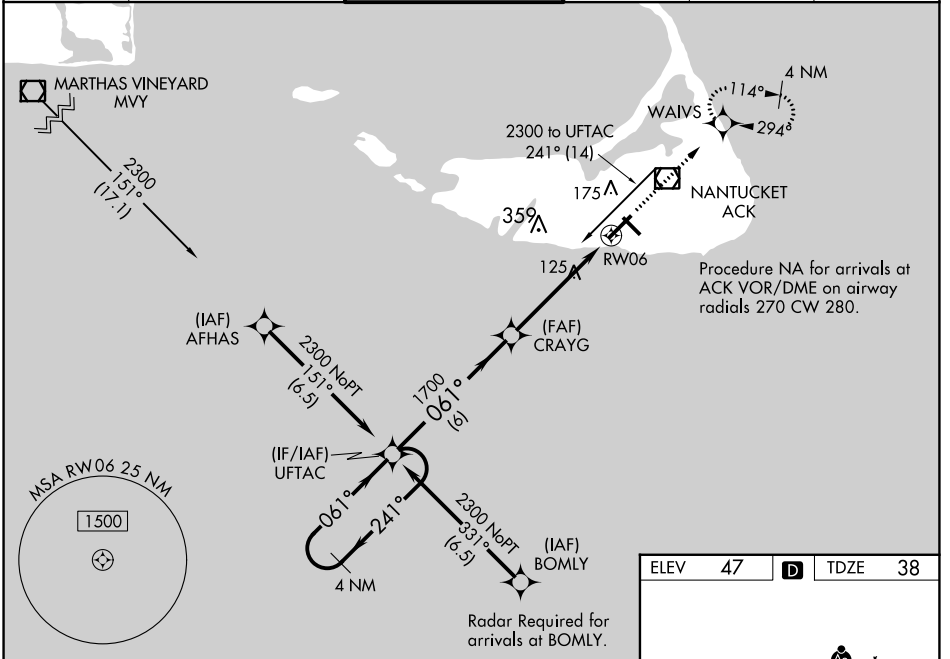 MARTHAS VINEYARD
MVY
2300
151°
(17.1)
4 NM
114°
294°
WAIVS
2300 to UFTAC
241° (14)
175
359
125
NANTUCKET
ACK
RW06
Procedure NA for arrivals at
ACK VOR/DME on airway
radials 270 CW 280.
(IAF)
AFHAS
2300 NoPT
151°
(6.5)
(FAF)
CRAYG
1700
061°
(6)
(IF/IAF)
UFTAC
061°
241°
4 NM
2300 NoPT
331°
(6.5)
(IAF)
BOMLY
Radar Required for
arrivals at BOMLY.
MSA RW06 25 NM
1500
ELEV 47 D TDZE 38